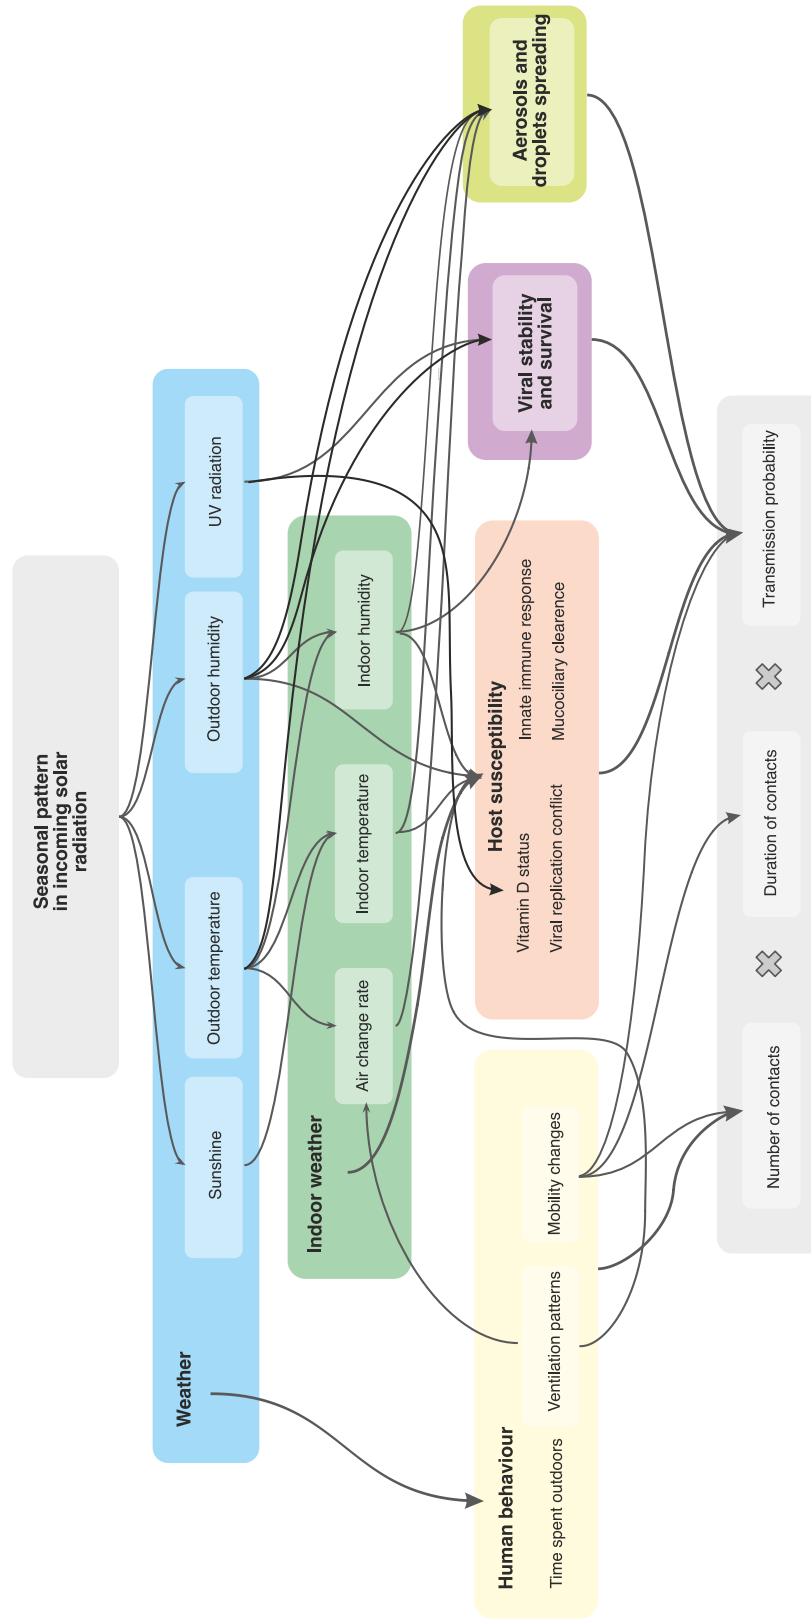 Seasonal pattern
in incoming solar
radiation
Weather
Sunshine
Outdoor temperature
Outdoor humidity
UV radiation
Indoor weather
Air change rate
Indoor temperature
Indoor humidity
Human behaviour
Time spent outdoors
Ventilation patterns
Mobility changes
Host susceptibility
Vitamin D status
Innate immune response
Viral replication conflict
Mucociliary clearence
Viral stability
and survival
Aerosols and
droplets spreading
Number of contacts
Duration of contacts
Transmission probability